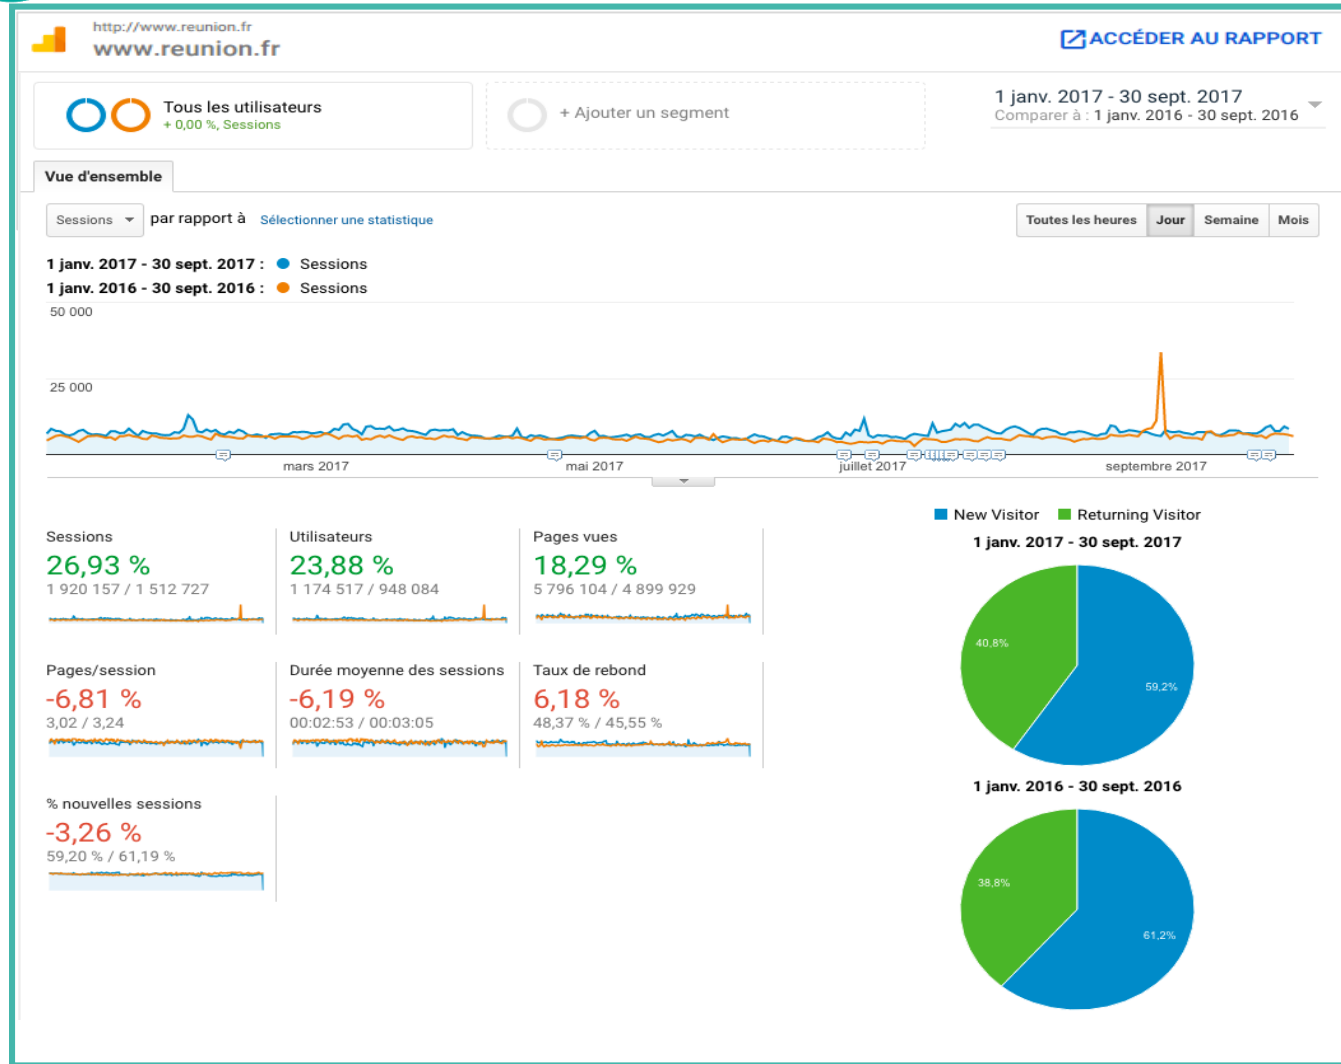 http://www.reunion.fr
www.reunion.fr
ACCÉDER AU RAPPORT
Tous les utilisateurs
+ 0,00 %, Sessions
+ Ajouter un segment
1 janv. 2017 - 30 sept. 2017
Comparer à : 1 janv. 2016 - 30 sept. 2016
Vue d'ensemble
Sessions par rapport à Sélectionner une statistique
Toutes les heures Jour Semaine Mois
1 janv. 2017 - 30 sept. 2017 : Sessions
1 janv. 2016 - 30 sept. 2016 : Sessions
50 000
25 000
mars 2017 mai 2017 juillet 2017 septembre 2017
Sessions
26,93 %
1 920 157 / 1 512 727
Utilisateurs
23,88 %
1 174 517 / 948 084
Pages vues
18,29 %
5 796 104 / 4 899 929
Pages/session
-6,81 %
3,02 / 3,24
Durée moyenne des sessions
-6,19 %
00:02:53 / 00:03:05
Taux de rebond
6,18 %
48,37 % / 45,55 %
% nouvelles sessions
-3,26 %
59,20 % / 61,19 %
New Visitor Returning Visitor
1 janv. 2017 - 30 sept. 2017
40,8%
59,2%
1 janv. 2016 - 30 sept. 2016
38,8%
61,2%